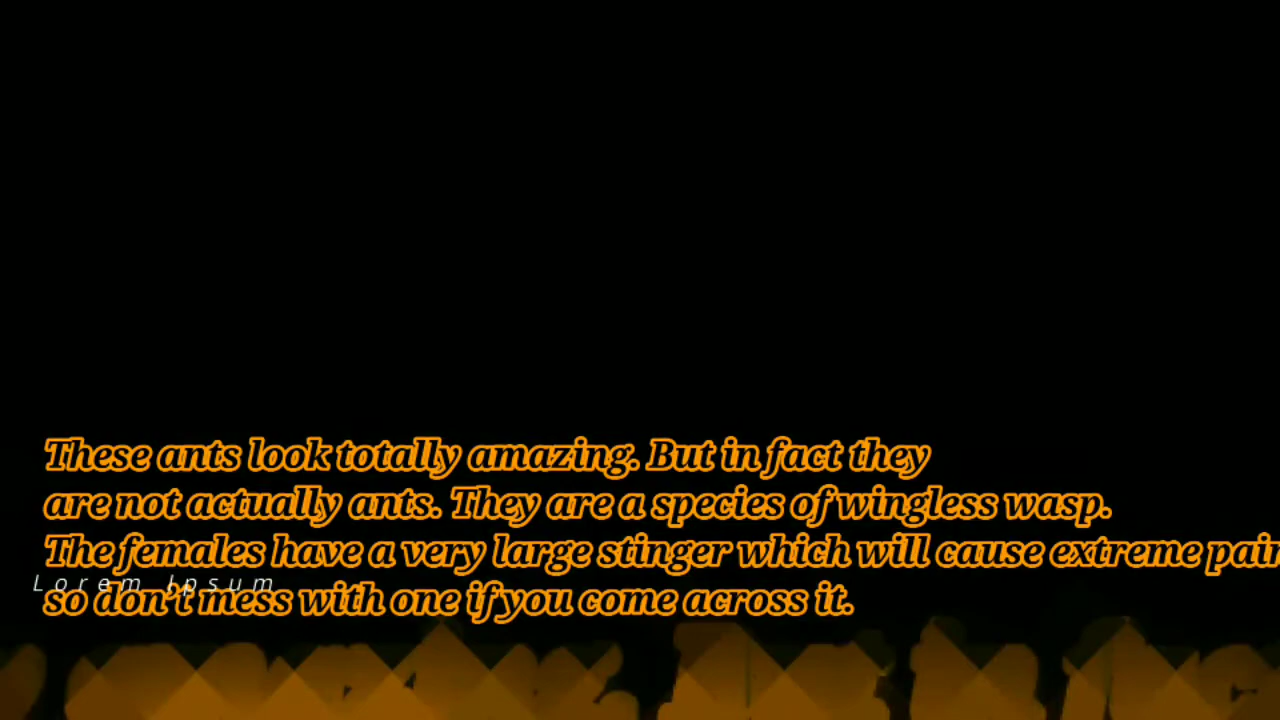 These ants look totally amazing. But in fact they
are not actually ants. They are a species of wingless wasp.
The females have a very large stinger which will cause extreme pain
Lorem Ipsum
so don't mess with one if you come across it.